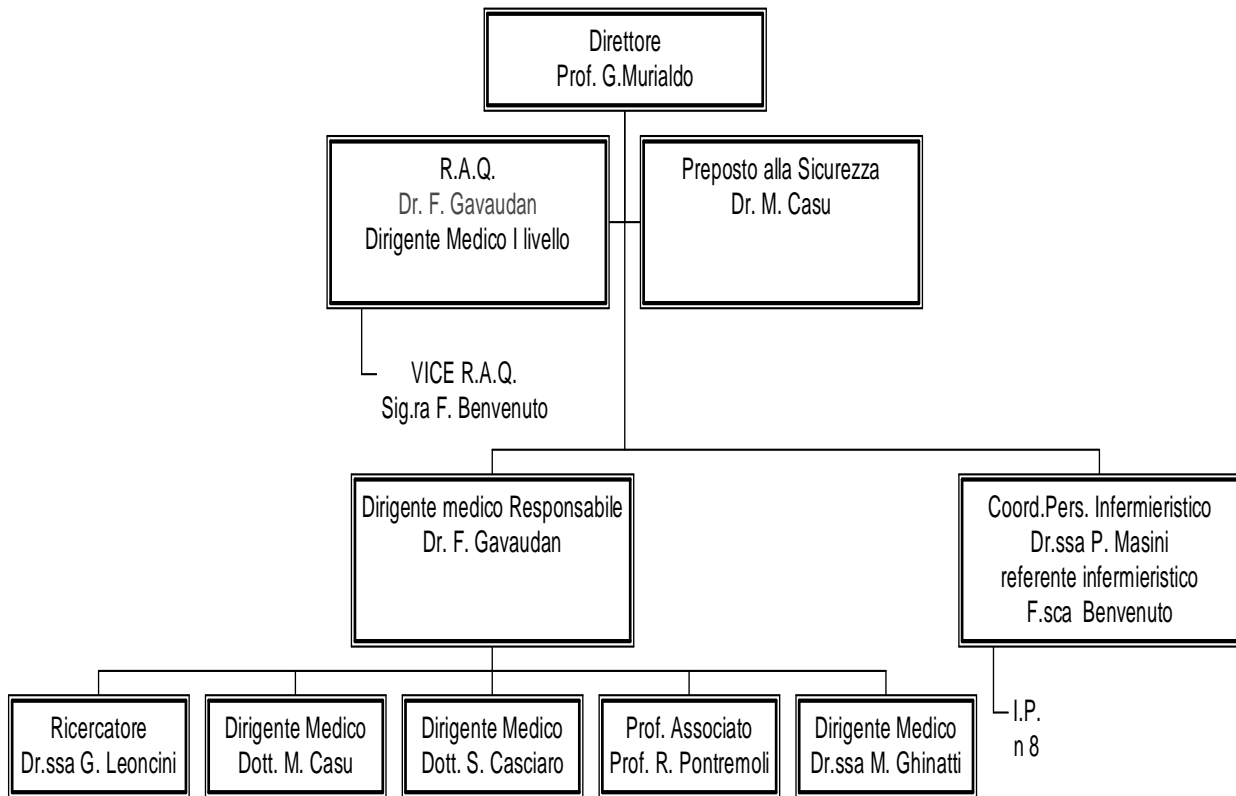 Direttore
Prof. G.Murialdo
R.A.Q.
Dr. F. Gavaudan
Dirigente Medico I livello
Preposto alla Sicurezza
Dr. M. Casu
VICE R.A.Q.
Sig.ra F. Benvenuto
Dirigente medico Responsabile
Dr. F. Gavaudan
Coord.Pers. Infermieristico
Dr.ssa P. Masini
referente infermieristico
F.sca Benvenuto
Ricercatore
Dr.ssa G. Leoncini
Dirigente Medico
Dott. M. Casu
Dirigente Medico
Dott. S. Casciaro
Prof. Associato
Prof. R. Pontremoli
Dirigente Medico
Dr.ssa M. Ghinatti
I.P.
n 8